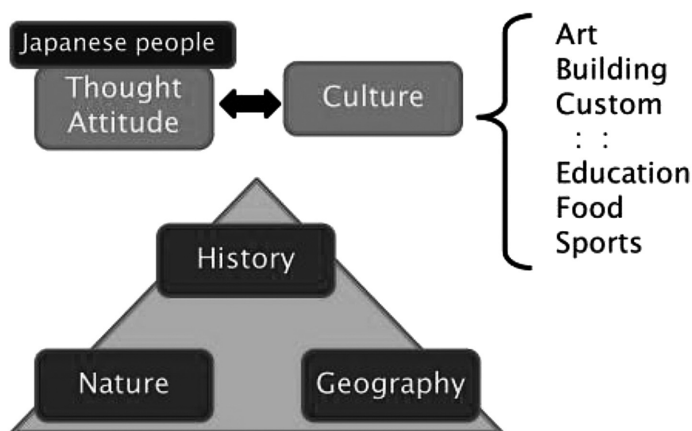 Japanese people
Thought
Attitude
Culture
Art
Building
Custom
: :
Education
Food
Sports
History
Nature
Geography